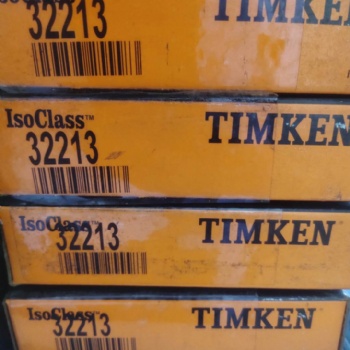 TIMKEN
32213
IsoClass™ TIMKEN
32213
IsoClass TIMKEN
32213
IsoClass TIMKEN
32213